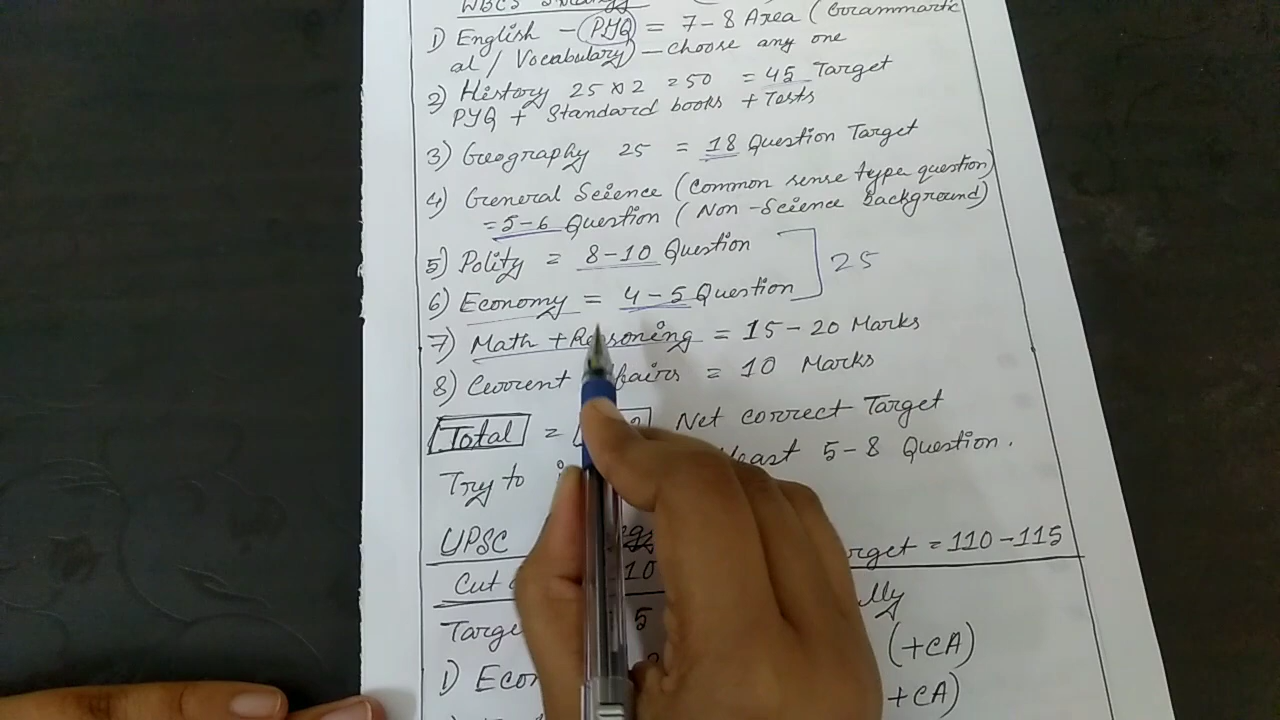 WBCS Strategy
1) English - (PYQ) = 7-8 Area (Grammatic
al / Vocabulary) - choose any one
2) History 25 x 2 = 50 = 45 Target
PYQ + Standard books + Tests
3) Geography 25 = 18 Question Target
4) General Science (Common sense type question)
= 5-6 Question (Non-Science background)
5) Polity = 8-10 Question
25
6) Economy = 4-5 Question
7) Math + Reasoning = 15-20 Marks
8) Current Affairs = 10 Marks
Total = Net correct Target
Try to least 5-8 Question.
UPSC = 110-115
Cut 10
Targe 5 (+CA)
1) Econ +CA)